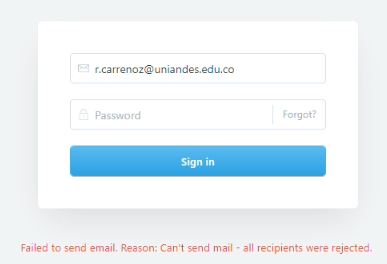 r.carrenoz@uniandes.edu.co
Password Forgot?
Sign in
Failed to send email. Reason: Can't send mail - all recipients were rejected.